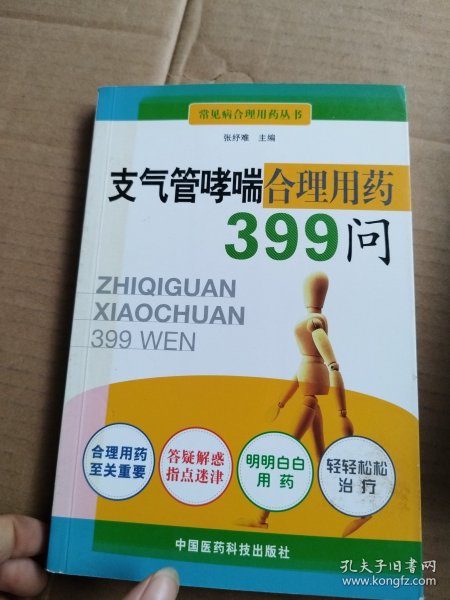 常见病合理用药丛书
张纾难 主编
支气管哮喘合理用药
399问
ZHIQIGUAN
XIAOCHUAN
399 WEN
合理用药
至关重要
答疑解惑
指点迷津
明明白白
用药
轻轻松松
治疗
中国医药科技出版社
孔夫子旧书网
www.kongfz.com